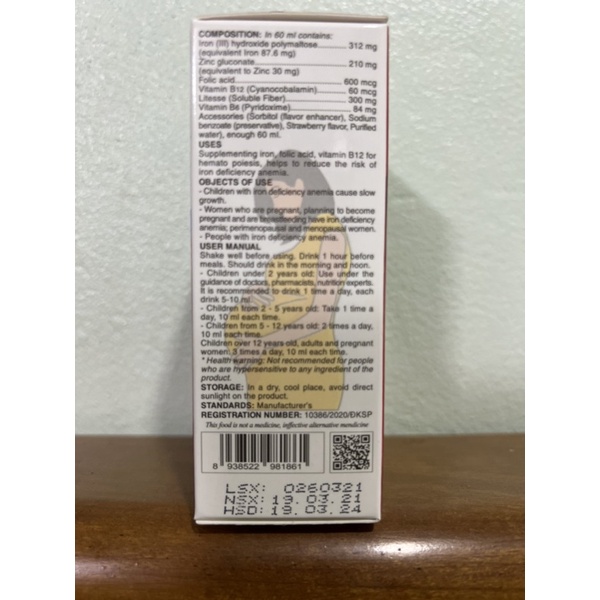 COMPOSITION: In 60 ml contains:
Iron (III) hydroxide polymaltose............... 312 mg
(equivalent Iron 87.6 mg)
Zinc gluconate.................................... 210 mg
(equivalent to Zinc 30 mg)
Folic acid.......................................... 600 mcg
Vitamin B12 (Cyanocobalamin)............. 60 mcg
Litesse (Soluble Fiber)......................... 300 mg
Vitamin B6 (Pyridoxime)....................... 84 mg
Accessories (Sorbitol (flavor enhancer), Sodium
benzoate (preservative), Strawberry flavor, Purified
water), enough 60 ml.
USES
Supplementing iron, folic acid, vitamin B12 for
hemato poiesis, helps to reduce the risk of
iron deficiency anemia.
OBJECTS OF USE
- Children with iron deficiency anemia cause slow
growth.
- Women who are pregnant, planning to become
pregnant and are breastfeeding have iron deficiency
anemia; perimenopausal and menopausal women.
- People with iron deficiency anemia.
USER MANUAL
Shake well before using. Drink 1 hour before
meals. Should drink in the morning and noon.
- Children under 2 years old: Use under the
guidance of doctors, pharmacists, nutrition experts.
It is recommended to drink 1 time a day, each
drink 5-10 ml.
- Children from 2 - 5 years old: Take 1 time a
day, 10 ml each time.
- Children from 5 - 12 years old: 2 times a day,
10 ml each time.
Children over 12 years old, adults and pregnant
women: 3 times a day, 10 ml each time.
* Health warning: Not recommended for people
who are hypersensitive to any ingredient of the
product.
STORAGE: In a dry, cool place, avoid direct
sunlight on the product.
STANDARDS: Manufacturer's
REGISTRATION NUMBER: 10386/2020/ĐKSP
This food is not a medicine, inffective alternative mendicine
8 938522 981861
LSX: 0260321
NSX: 19.03.21
HSD: 19.03.24